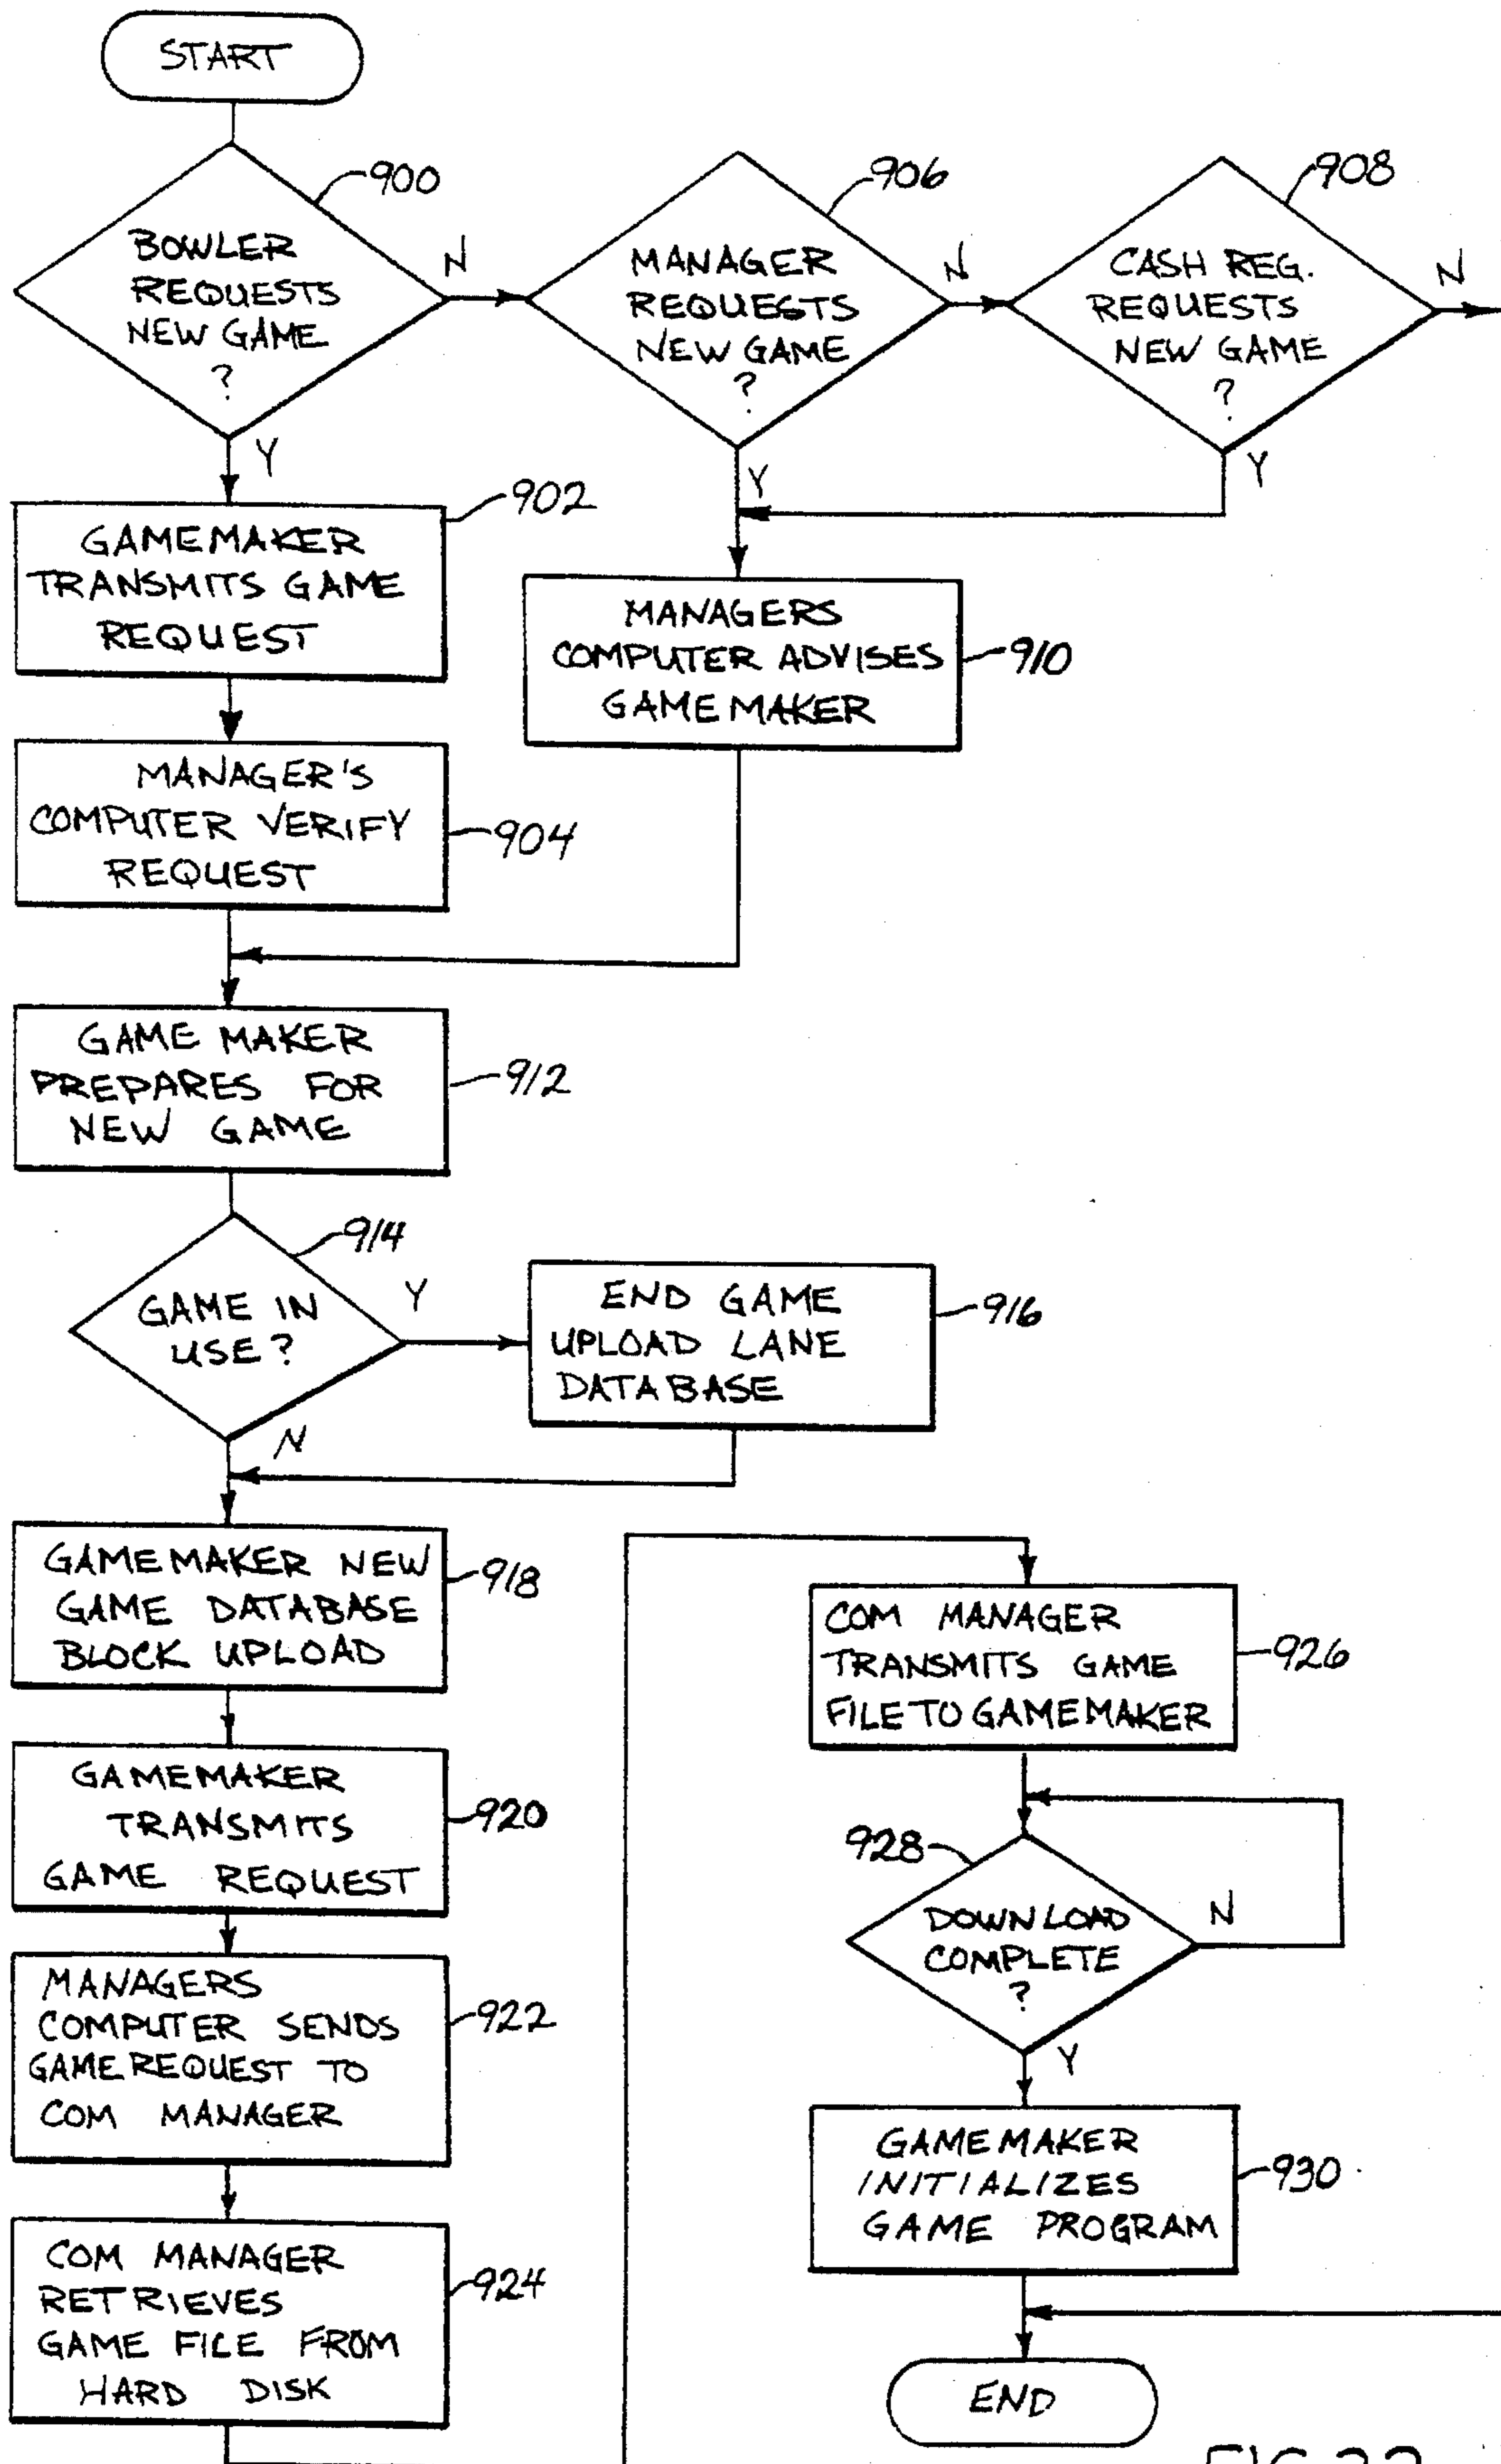 START
900
BOWLER
REQUESTS
NEW GAME
?
N
Y
906
MANAGER
REQUESTS
NEW GAME
?
N
Y
908
CASH REG.
REQUESTS
NEW GAME
?
N
Y
902
GAMEMAKER
TRANSMITS GAME
REQUEST
MANAGERS
COMPUTER ADVISES
GAME MAKER
910
MANAGER'S
COMPUTER VERIFY
REQUEST
904
GAME MAKER
PREPARES FOR
NEW GAME
912
914
GAME IN
USE?
Y
N
END GAME
UPLOAD LANE
DATABASE
916
GAMEMAKER NEW
GAME DATABASE
BLOCK UPLOAD
918
GAMEMAKER
TRANSMITS
GAME REQUEST
920
MANAGERS
COMPUTER SENDS
GAME REQUEST TO
COM MANAGER
922
COM MANAGER
RETRIEVES
GAME FILE FROM
HARD DISK
924
COM MANAGER
TRANSMITS GAME
FILE TO GAMEMAKER
926
928
DOWNLOAD
COMPLETE
?
N
Y
GAMEMAKER
INITIALIZES
GAME PROGRAM
930
END